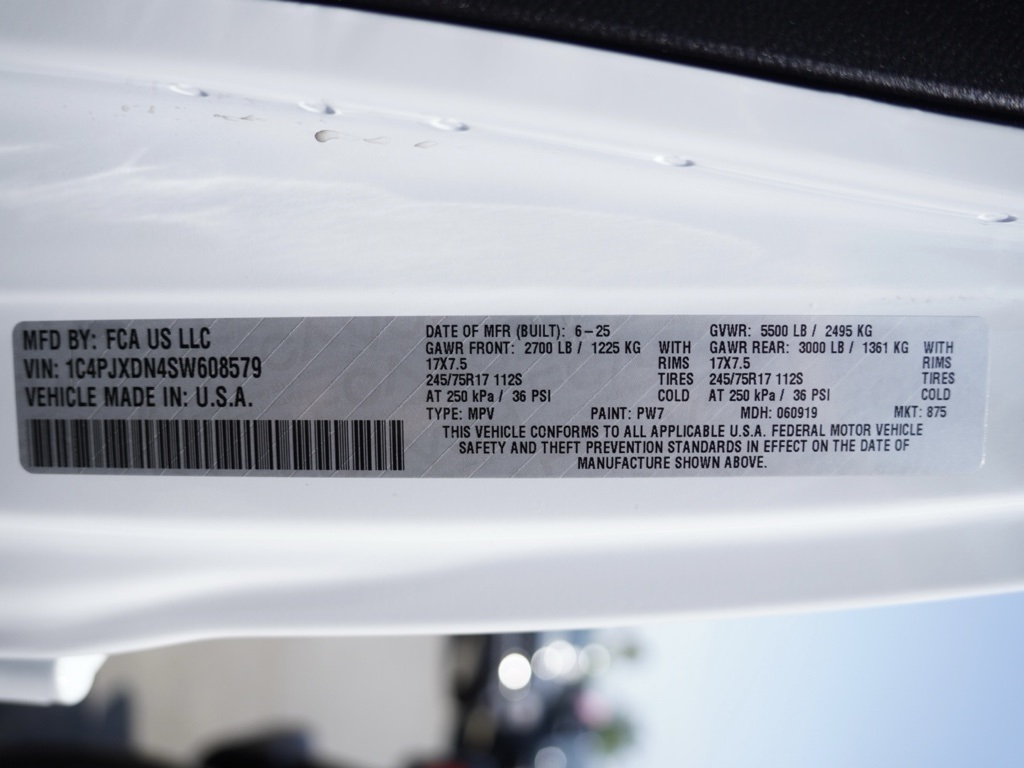 MFD BY: FCA US LLC
VIN: 1C4PJXDN4SW608579
VEHICLE MADE IN: U.S.A.
DATE OF MFR (BUILT): 6-25 GVWR: 5500 LB / 2495 KG
GAWR FRONT: 2700 LB / 1225 KG WITH GAWR REAR: 3000 LB / 1361 KG WITH
17X7.5 RIMS 17X7.5 RIMS
245/75R17 112S TIRES 245/75R17 112S TIRES
AT 250 kPa / 36 PSI COLD AT 250 kPa / 36 PSI COLD
TYPE: MPV PAINT: PW7 MDH: 060919 MKT: 875
THIS VEHICLE CONFORMS TO ALL APPLICABLE U.S.A. FEDERAL MOTOR VEHICLE
SAFETY AND THEFT PREVENTION STANDARDS IN EFFECT ON THE DATE OF
MANUFACTURE SHOWN ABOVE.